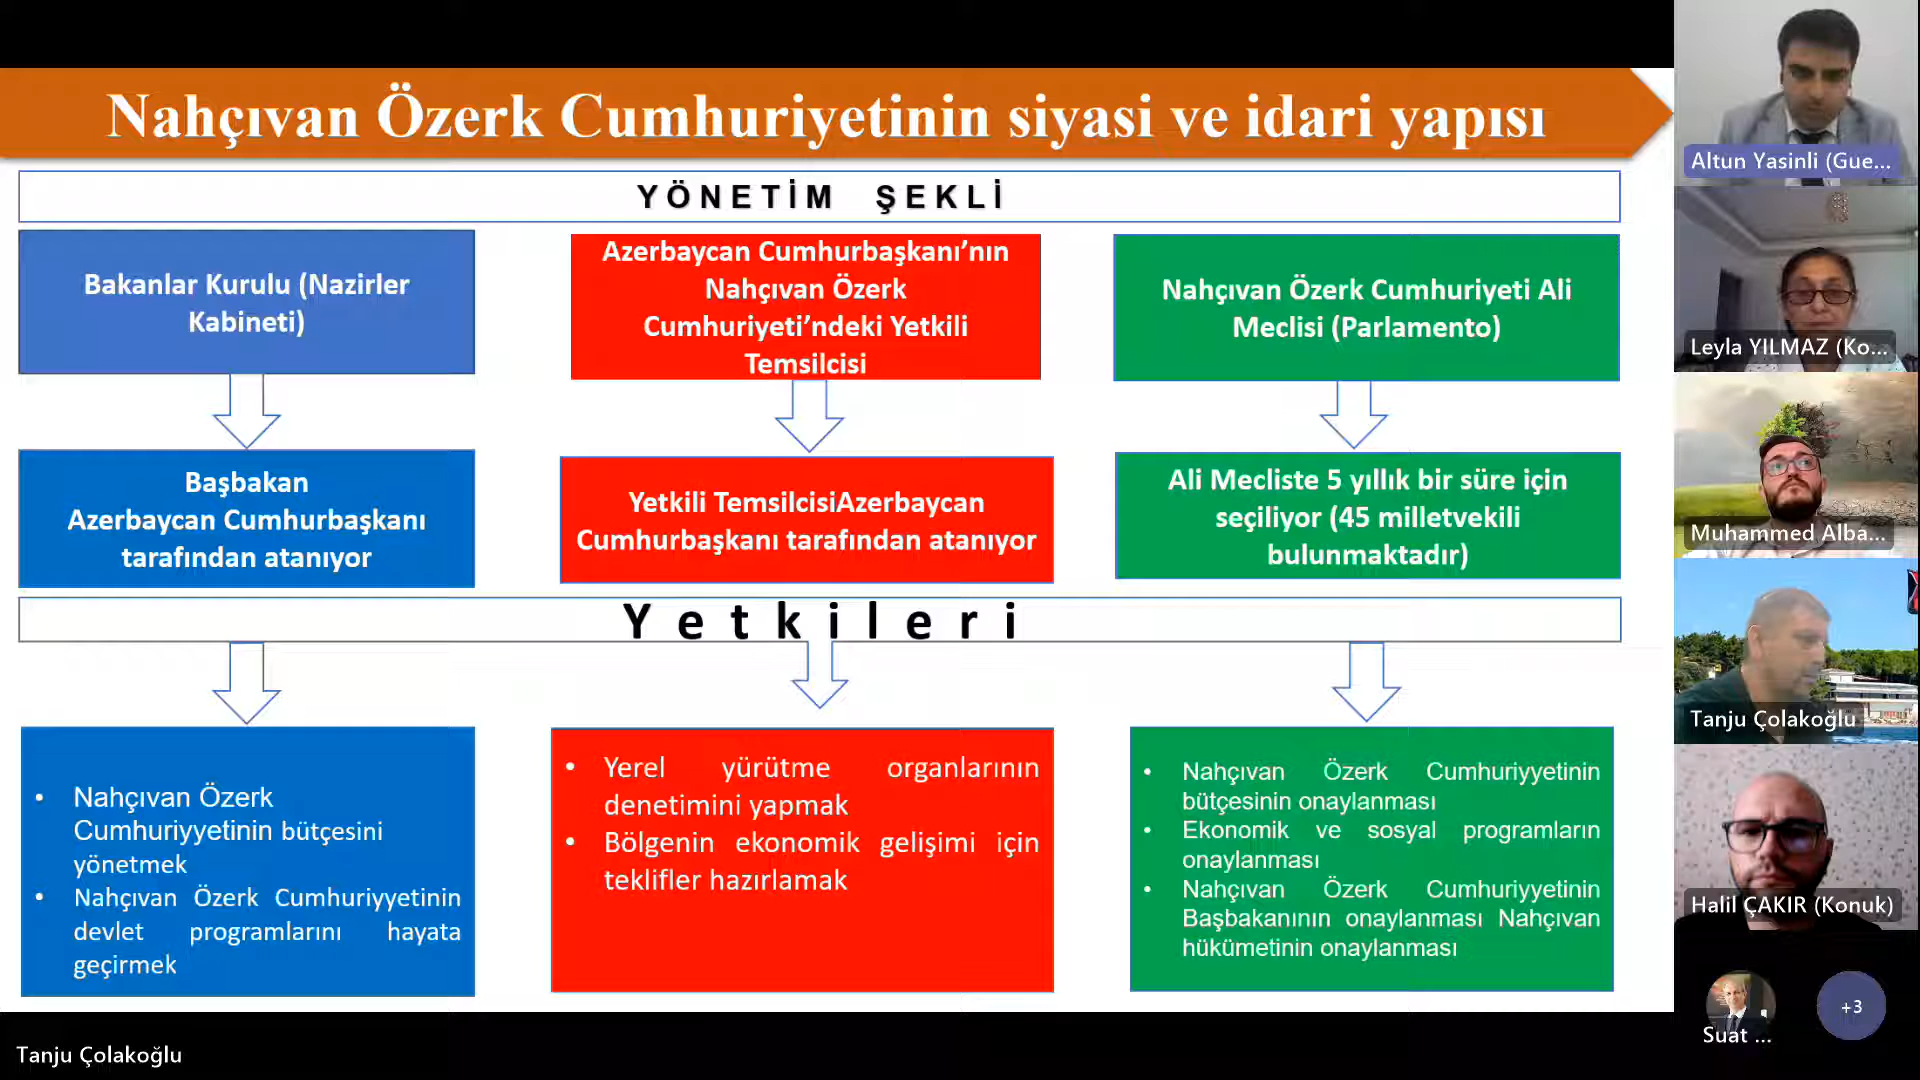 Nahçıvan Özerk Cumhuriyetinin siyasi ve idari yapısı
YÖNETİM ŞEKLİ
Bakanlar Kurulu (Nazirler
Kabineti)
Azerbaycan Cumhurbaşkanı’nın
Nahçıvan Özerk
Cumhuriyeti’ndeki Yetkili
Temsilcisi
Nahçıvan Özerk Cumhuriyeti Ali
Meclisi (Parlamento)
Başbakan
Azerbaycan Cumhurbaşkanı
tarafından atanıyor
Yetkili TemsilcisiAzerbaycan
Cumhurbaşkanı tarafından atanıyor
Ali Mecliste 5 yıllık bir süre için
seçiliyor (45 milletvekili
bulunmaktadır)
Yetkileri
• Nahçıvan Özerk
Cumhuriyyetinin bütçesini
yönetmek
• Nahçıvan Özerk Cumhuriyyetinin
devlet programlarını hayata
geçirmek
• Yerel yürütme organlarının
denetimini yapmak
• Bölgenin ekonomik gelişimi için
teklifler hazırlamak
• Nahçıvan Özerk Cumhuriyyetinin
bütçesinin onaylanması
• Ekonomik ve sosyal programların
onaylanması
• Nahçıvan Özerk Cumhuriyyetinin
Başbakanının onaylanması Nahçıvan
hükümetinin onaylanması
Altun Yasinli (Gue...
Leyla YILMAZ (Ko...
Muhammed Alba...
Tanju Çolakoğlu
Halil ÇAKIR (Konuk)
Suat ...
+3
Tanju Çolakoğlu